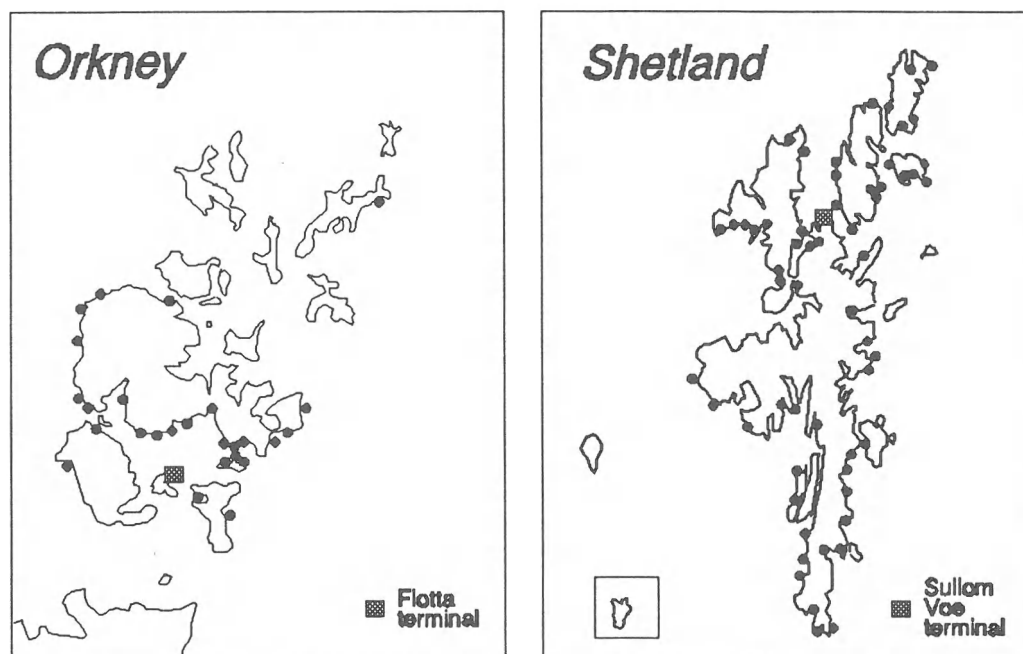 Orkney
Shetland
Flotta
terminal
Sullom
Voe
terminal